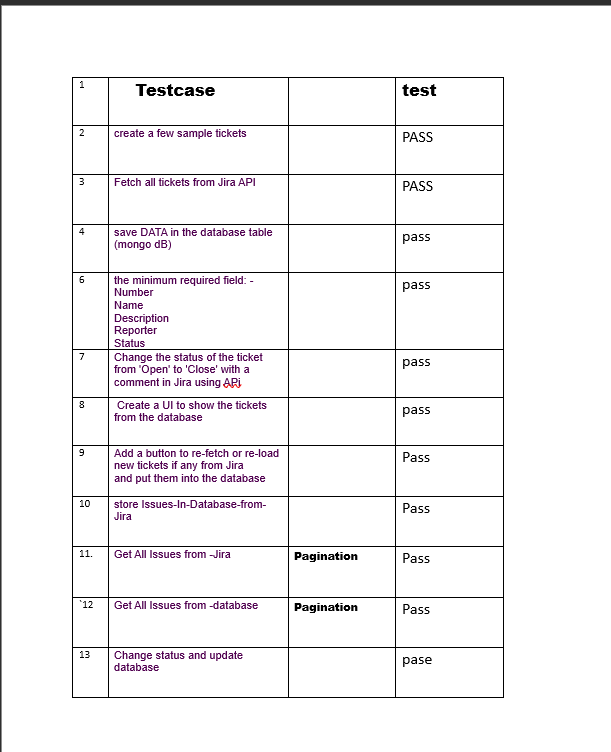 1 Testcase test
2 create a few sample tickets PASS
3 Fetch all tickets from Jira API PASS
4 save DATA in the database table pass
(mongo dB)
6 the minimum required field: - pass
Number
Name
Description
Reporter
Status
7 Change the status of the ticket pass
from 'Open' to 'Close' with a
comment in Jira using APi
8 Create a UI to show the tickets pass
from the database
9 Add a button to re-fetch or re-load Pass
new tickets if any from Jira
and put them into the database
10 store Issues-In-Database-from- Pass
Jira
11. Get All Issues from -Jira Pagination Pass
`12 Get All Issues from -database Pagination Pass
13 Change status and update pase
database